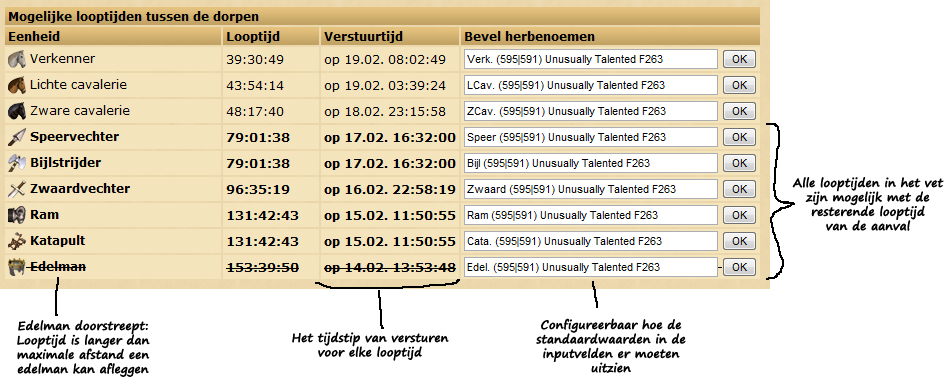 Mogelijke looptijden tussen de dorpen
Eenheid Looptijd Verstuurtijd Bevel herbenoemen
Verkenner 39:30:49 op 19.02. 08:02:49 Verk. (595|591) Unusually Talented F263 OK
Lichte cavalerie 43:54:14 op 19.02. 03:39:24 LCav. (595|591) Unusually Talented F263 OK
Zware cavalerie 48:17:40 op 18.02. 23:15:58 ZCav. (595|591) Unusually Talented F263 OK
Speervechter 79:01:38 op 17.02. 16:32:00 Speer (595|591) Unusually Talented F263 OK
Bijlstrijder 79:01:38 op 17.02. 16:32:00 Bijl (595|591) Unusually Talented F263 OK
Zwaardvechter 96:35:19 op 16.02. 22:58:19 Zwaard (595|591) Unusually Talented F263 OK
Ram 131:42:43 op 15.02. 11:50:55 Ram (595|591) Unusually Talented F263 OK
Katapult 131:42:43 op 15.02. 11:50:55 Cata. (595|591) Unusually Talented F263 OK
Edelman 153:39:50 op 14.02. 13:53:48 Edel. (595|591) Unusually Talented F263 OK
Alle looptijden in het vet
zijn mogelijk met de
resterende looptijd
van de aanval
Edelman doorstreept:
Looptijd is langer dan
maximale afstand een
edelman kan afleggen
Het tijdstip van versturen
voor elke looptijd
Configureerbaar hoe de
standaardwaarden in de
inputvelden er moeten
uitzien